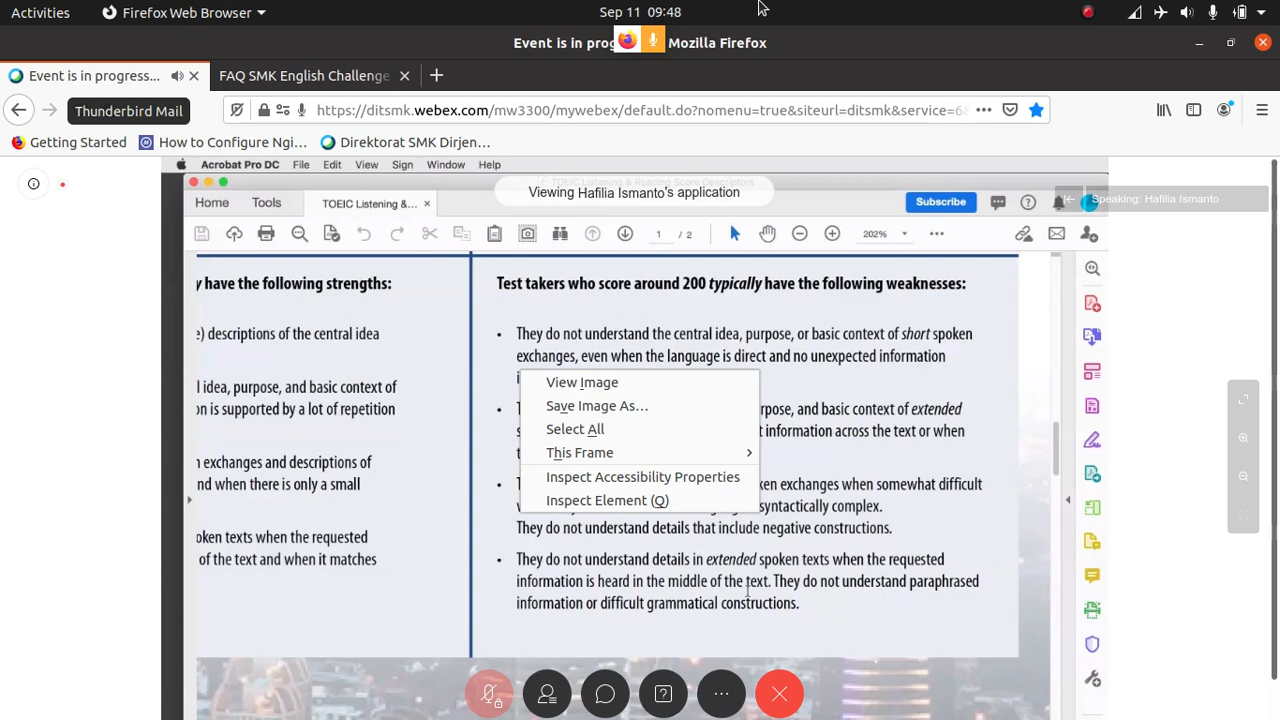 Activities Firefox Web Browser Sep 11 09:48
Event is in prog Mozilla Firefox
Event is in progress... FAQ SMK English Challenge
Thunderbird Mail https://ditsmk.webex.com/mw3300/mywebex/default.do?nomenu=true&siteurl=ditsmk&service=6
Getting Started How to Configure Ngi... Direktorat SMK Dirjen...
Acrobat Pro DC File Edit View Sign Window Help
TOEIC Listening & Reading Score Descriptors
Viewing Hafilia Ismanto's application
Speaking: Hafilia Ismanto
Home Tools TOEIC Listening &... Subscribe
1 / 2 202%
y have the following strengths:
e) descriptions of the central idea
l idea, purpose, and basic context of
on is supported by a lot of repetition
n exchanges and descriptions of
nd when there is only a small
oken texts when the requested
of the text and when it matches
Test takers who score around 200 typically have the following weaknesses:
• They do not understand the central idea, purpose, or basic context of short spoken
exchanges, even when the language is direct and no unexpected information
i
• T rpose, and basic context of extended
s t information across the text or when
t
• T ken exchanges when somewhat difficult
v syntactically complex.
They do not understand details that include negative constructions.
• They do not understand details in extended spoken texts when the requested
information is heard in the middle of the text. They do not understand paraphrased
information or difficult grammatical constructions.
View Image
Save Image As...
Select All
This Frame
Inspect Accessibility Properties
Inspect Element (Q)